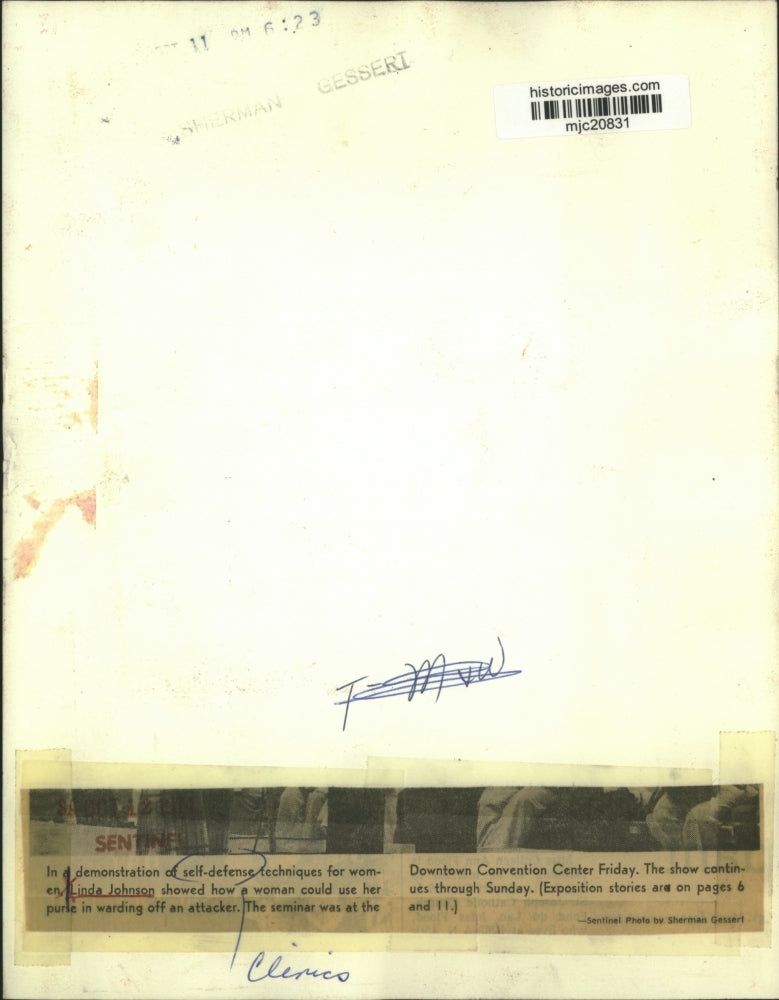 11 PM 6:23
SHERMAN GESSERT
historicimages.com
mjc20831
SENTINEL
In a demonstration of self-defense techniques for wom-
en, Linda Johnson showed how a woman could use her
purse in warding off an attacker. The seminar was at the
Downtown Convention Center Friday. The show contin-
ues through Sunday. (Exposition stories are on pages 6
and 11.)
—Sentinel Photo by Sherman Gessert
Clinics